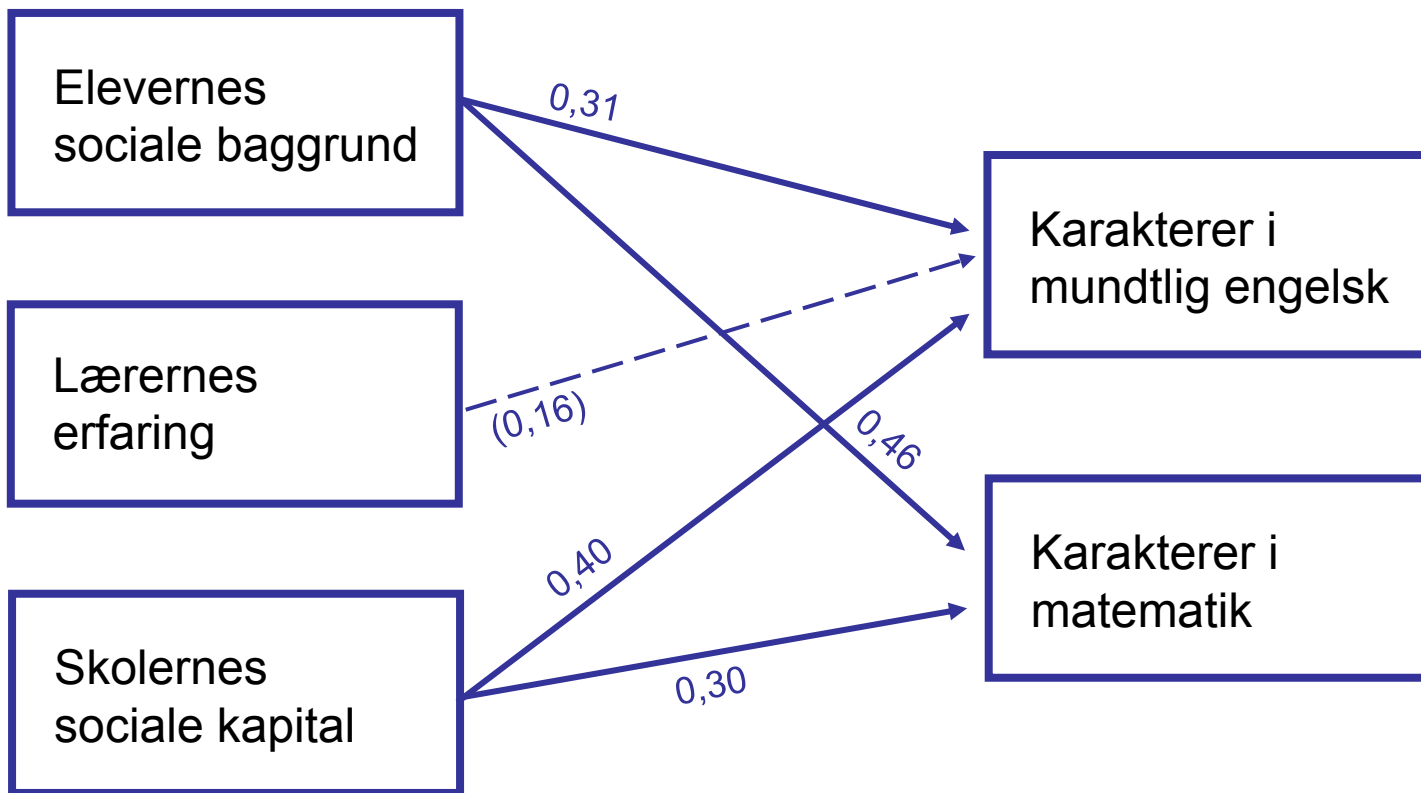 Elevernes
sociale baggrund
0,31
Karakterer i
mundtlig engelsk
Lærernes
erfaring
(0,16)
0,46
0,40
Karakterer i
matematik
Skolernes
sociale kapital
0,30